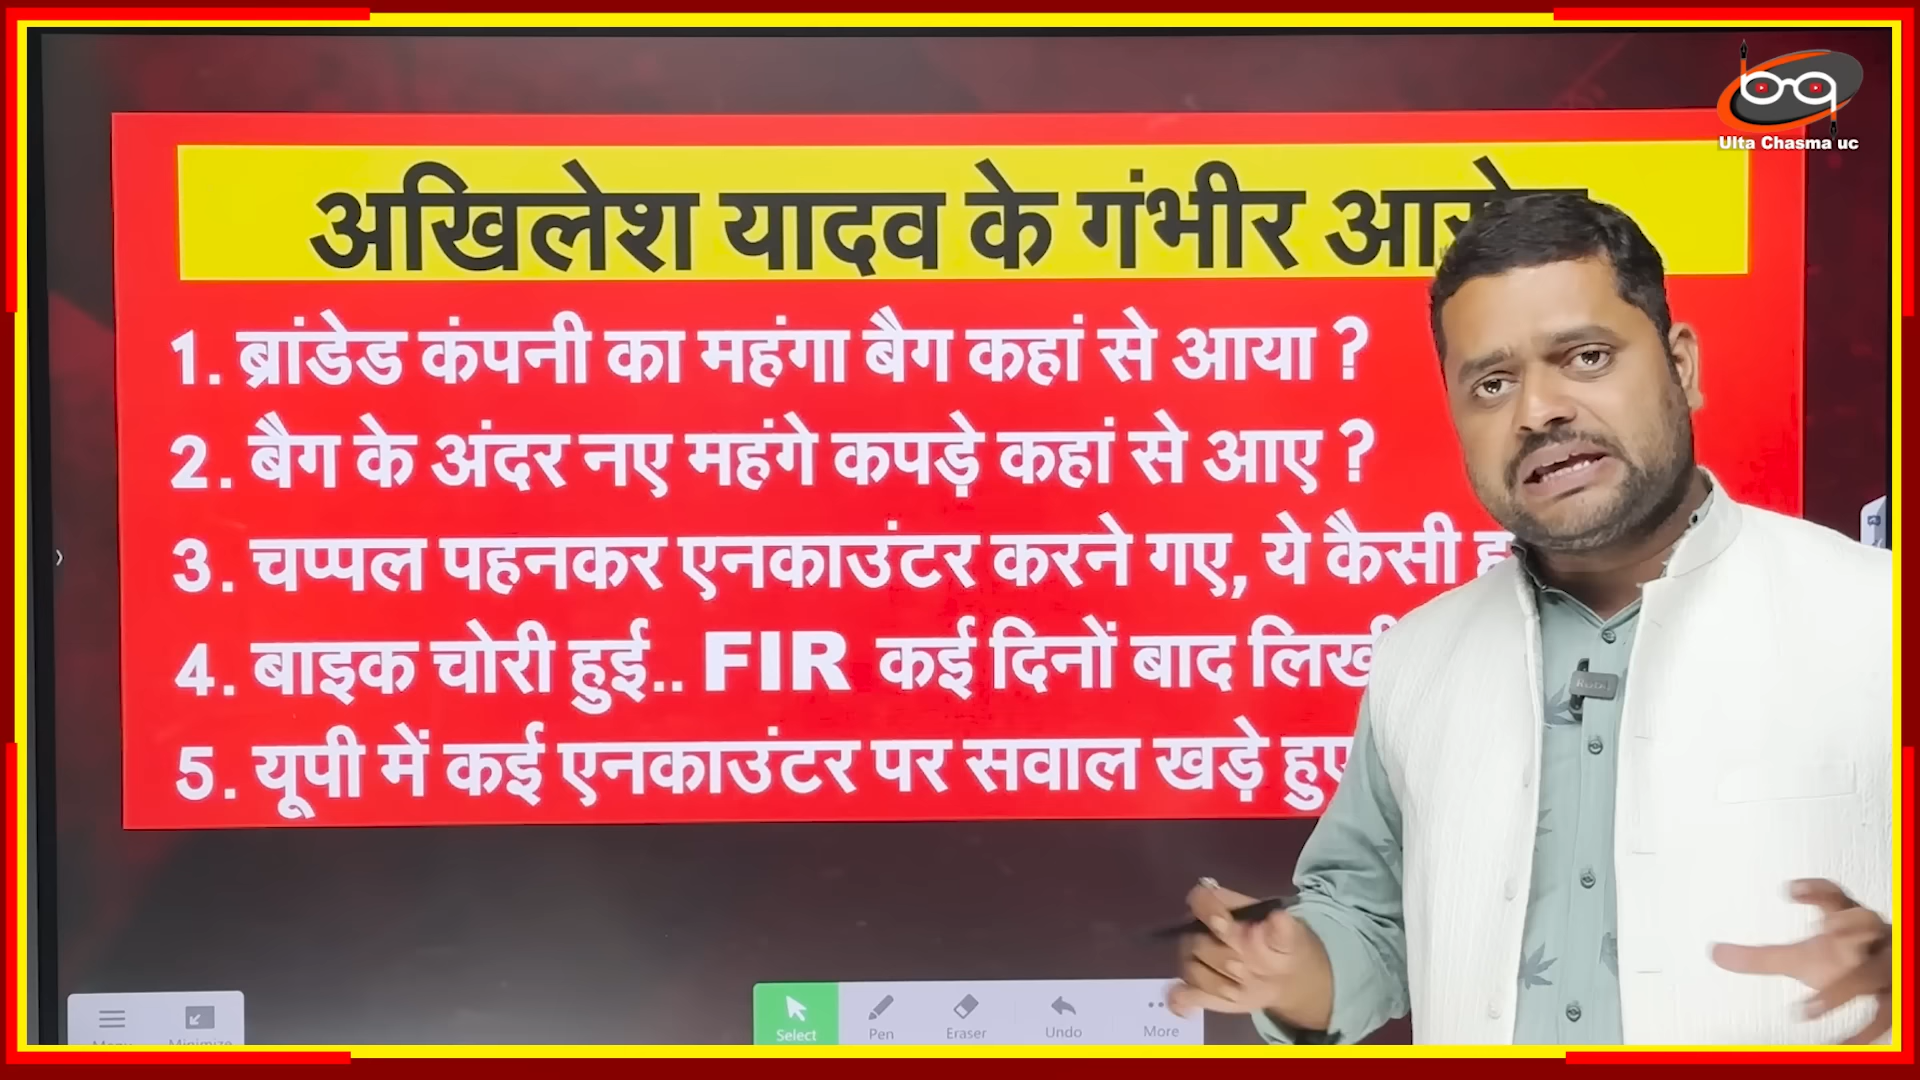 Ulta Chasma uc
अखिलेश यादव के गंभीर
1. ब्रांडेड कंपनी का महंगा बैग कहां से आया ?
2. बैग के अंदर नए महंगे कपड़े कहां से आए ?
3. चप्पल पहनकर एनकाउंटर करने गए, ये कैसी
4. बाइक चोरी हुई.. FIR कई दिनों बाद
5. यूपी में कई एनकाउंटर पर सवाल खड़े हुए
Minimize
Select Pen Eraser Undo More